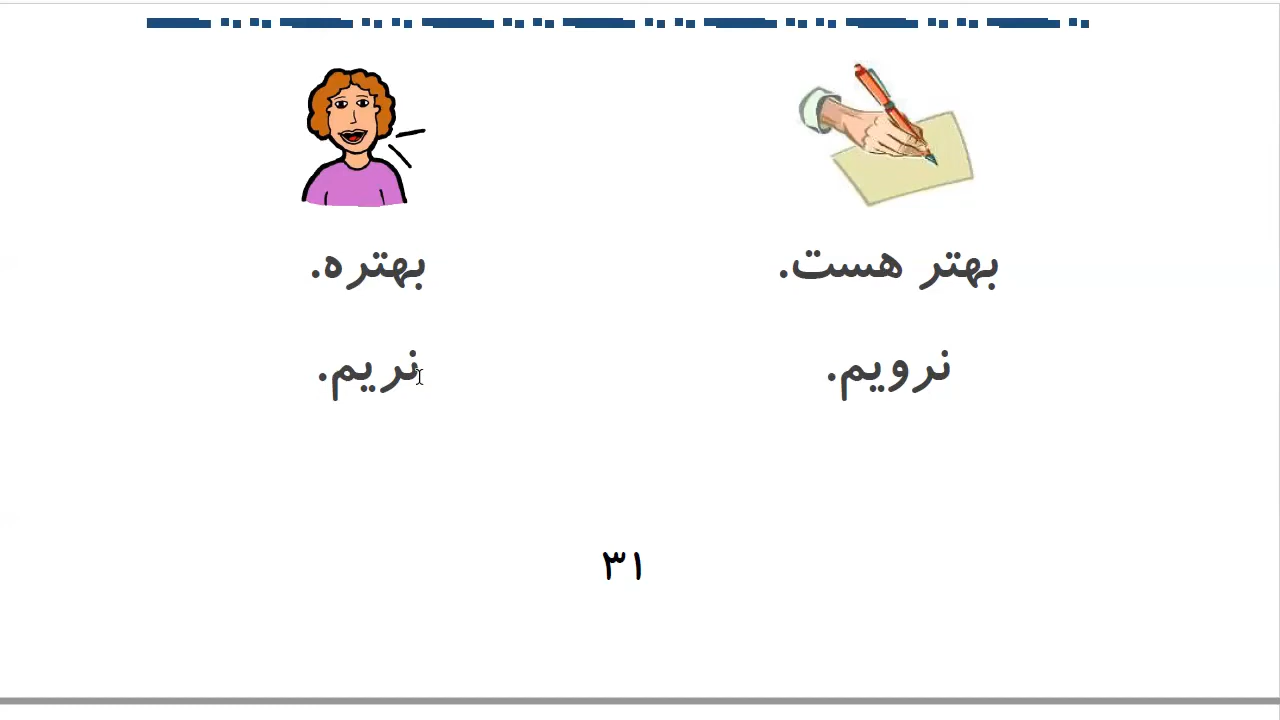 بهتر هست.
بهتره.
نرویم.
نریم.
۳۱